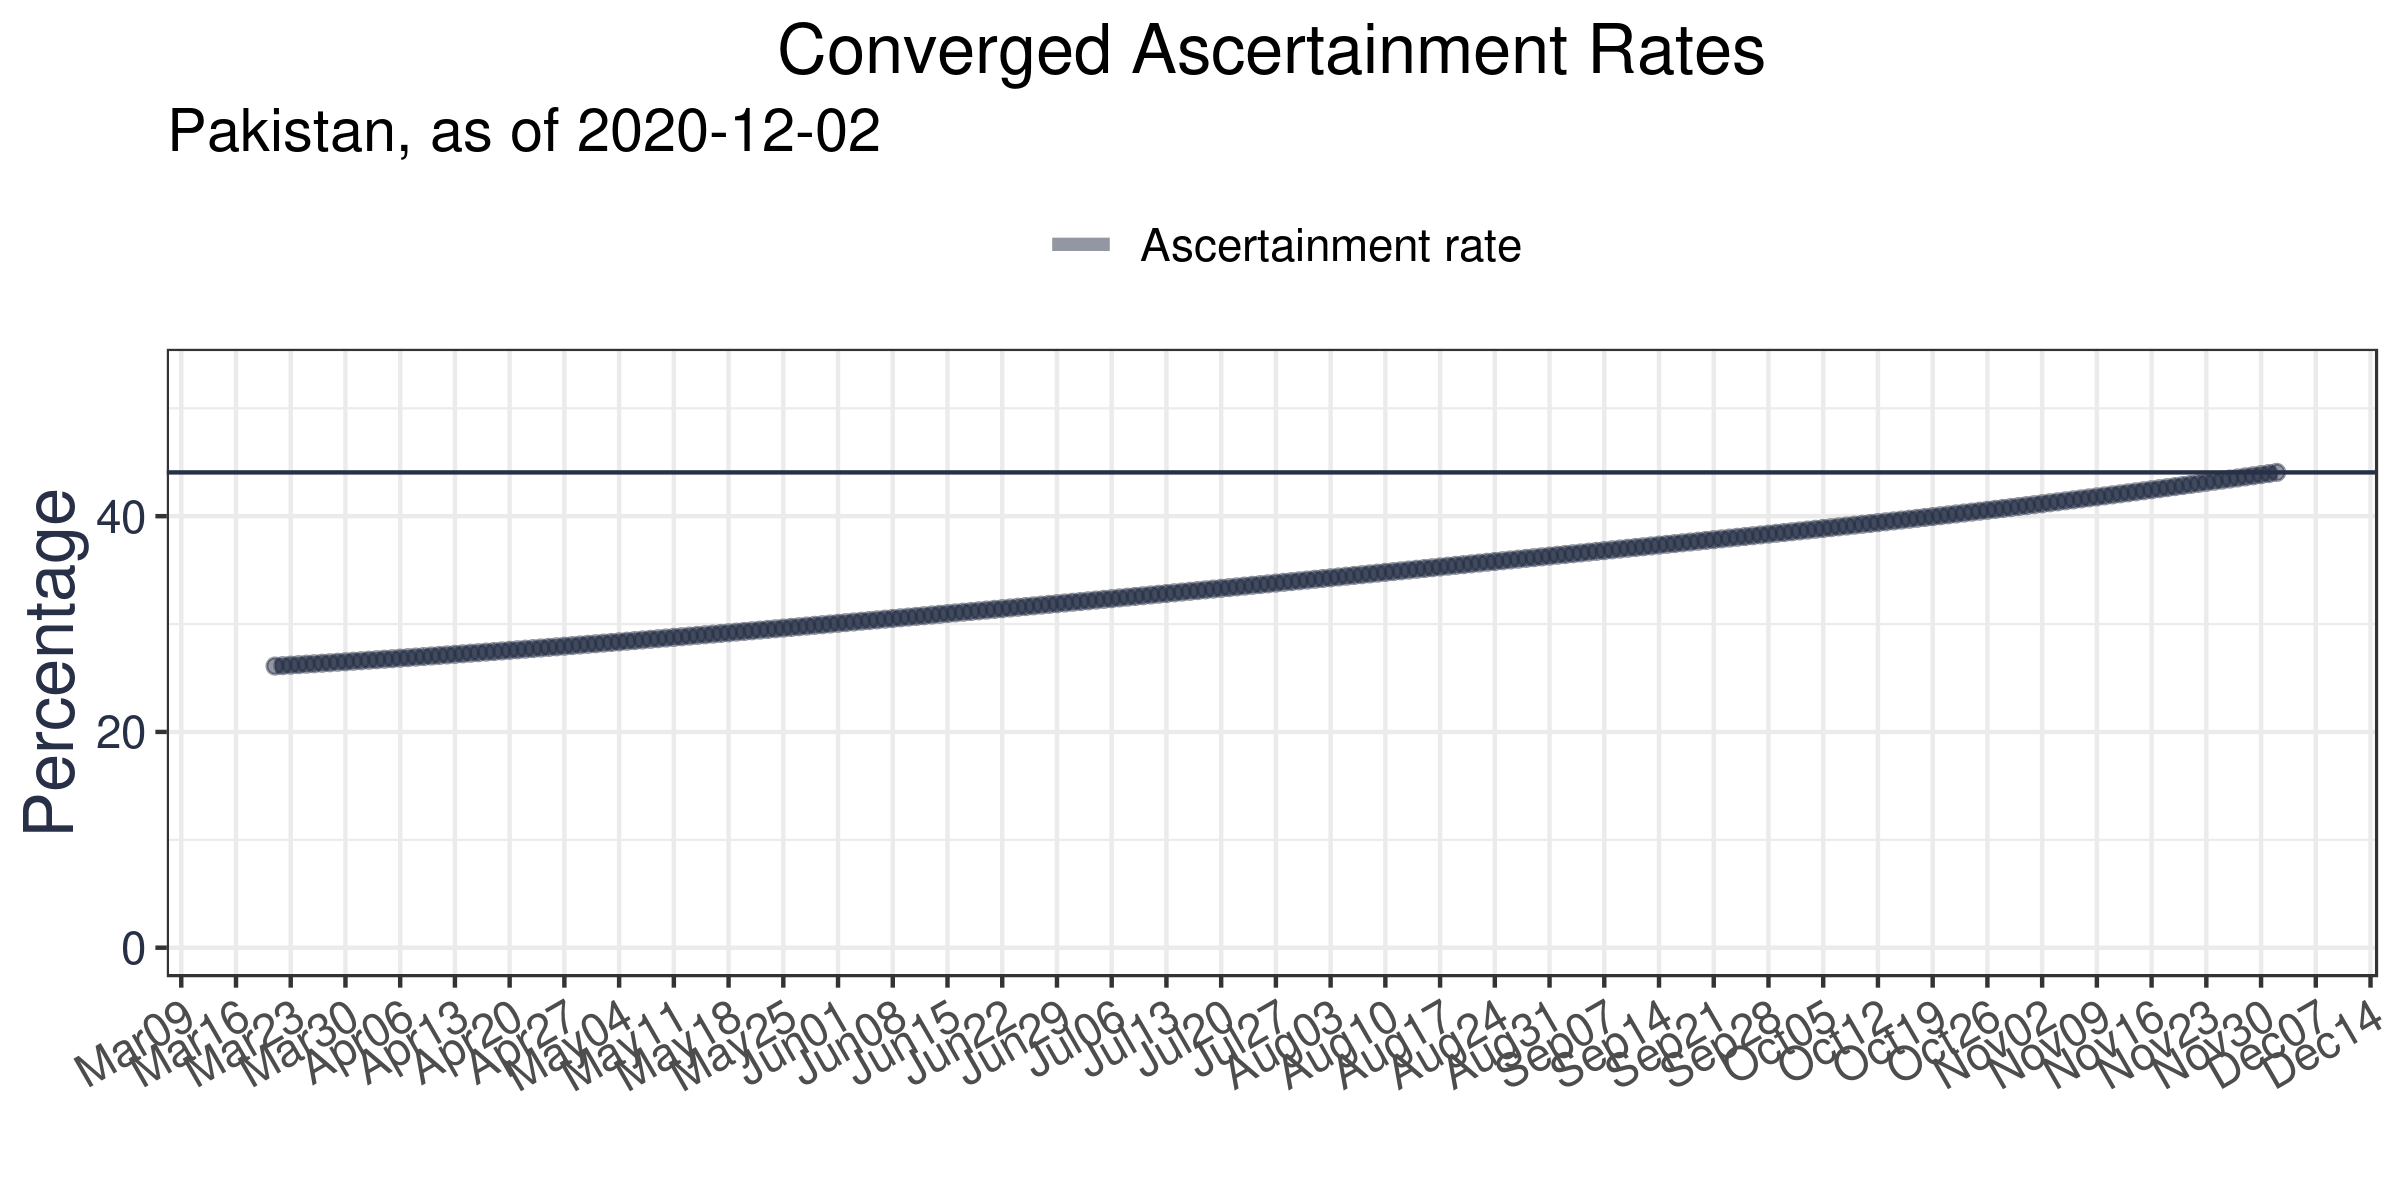 Converged Ascertainment Rates
Pakistan, as of 2020-12-02
Ascertainment rate
Percentage
40
20
0
Mar09
Mar16
Mar23
Mar30
Apr06
Apr13
Apr20
Apr27
May04
May11
May18
May25
Jun01
Jun08
Jun15
Jun22
Jun29
Jul06
Jul13
Jul20
Jul27
Aug03
Aug10
Aug17
Aug24
Aug31
Sep07
Sep14
Sep21
Sep28
Oct05
Oct12
Oct19
Oct26
Nov02
Nov09
Nov16
Nov23
Nov30
Dec07
Dec14